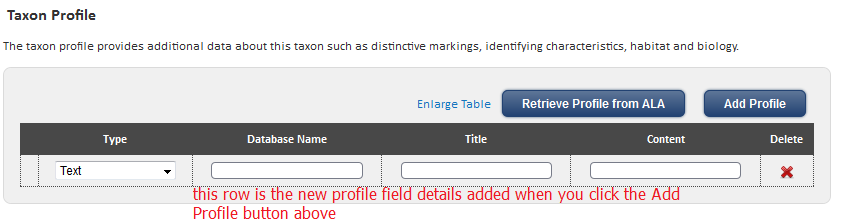 Taxon Profile
The taxon profile provides additional data about this taxon such as distinctive markings, identifying characteristics, habitat and biology.
Enlarge Table Retrieve Profile from ALA Add Profile
Type Database Name Title Content Delete
Text
this row is the new profile field details added when you click the Add
Profile button above